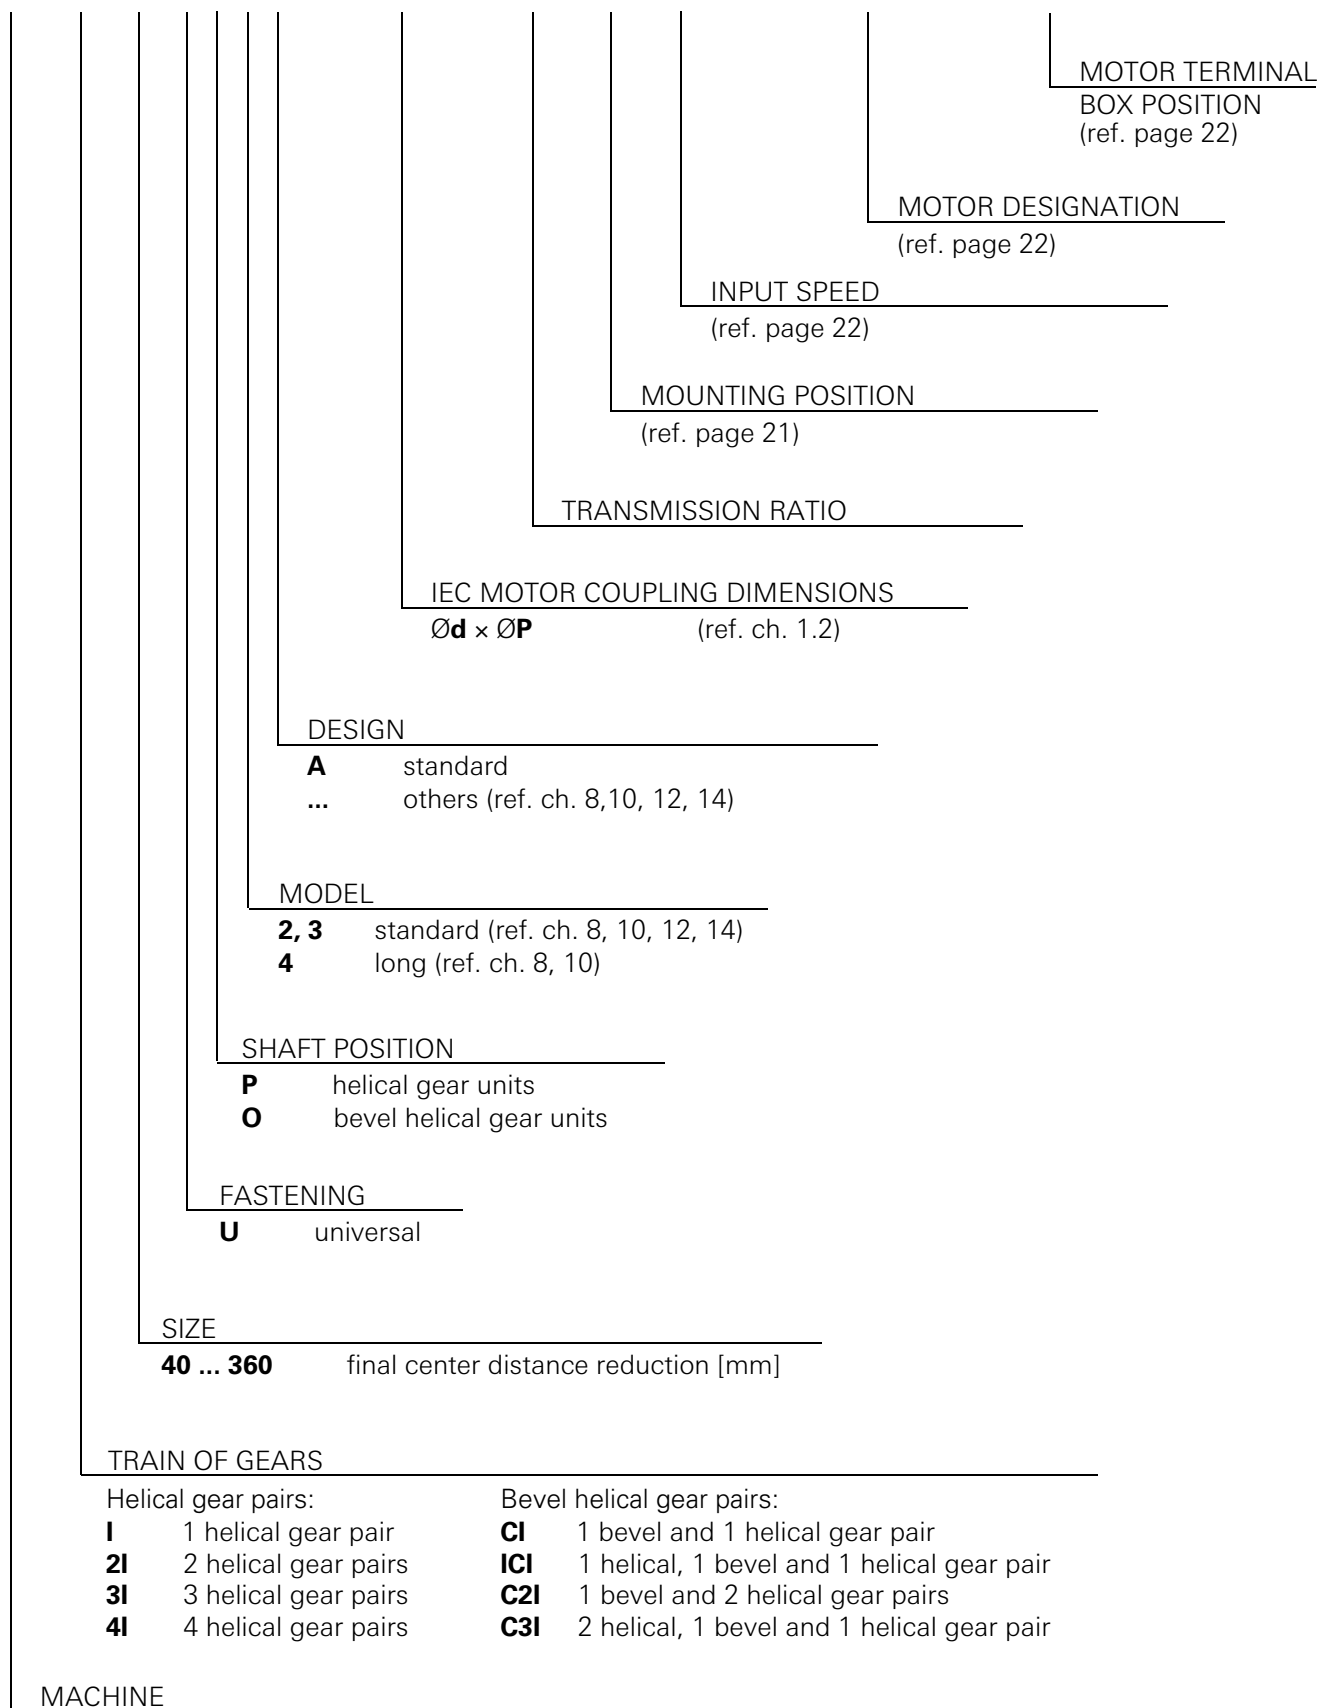 MOTOR TERMINAL
BOX POSITION
(ref. page 22)
MOTOR DESIGNATION
(ref. page 22)
INPUT SPEED
(ref. page 22)
MOUNTING POSITION
(ref. page 21)
TRANSMISSION RATIO
IEC MOTOR COUPLING DIMENSIONS
Ød × ØP (ref. ch. 1.2)
DESIGN
A standard
... others (ref. ch. 8,10, 12, 14)
MODEL
2, 3 standard (ref. ch. 8, 10, 12, 14)
4 long (ref. ch. 8, 10)
SHAFT POSITION
P helical gear units
O bevel helical gear units
FASTENING
U universal
SIZE
40 ... 360 final center distance reduction [mm]
TRAIN OF GEARS
Helical gear pairs:
I 1 helical gear pair
2I 2 helical gear pairs
3I 3 helical gear pairs
4I 4 helical gear pairs
Bevel helical gear pairs:
CI 1 bevel and 1 helical gear pair
ICI 1 helical, 1 bevel and 1 helical gear pair
C2I 1 bevel and 2 helical gear pairs
C3I 2 helical, 1 bevel and 1 helical gear pair
MACHINE